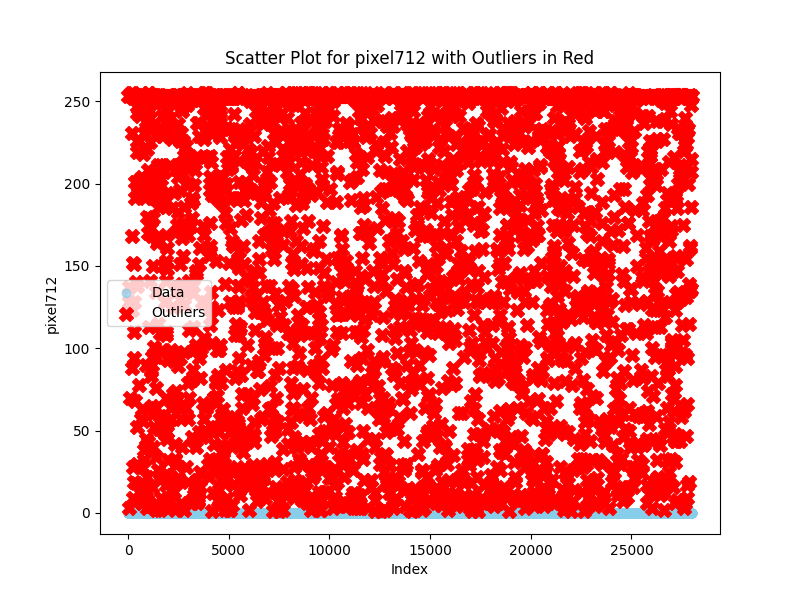 Scatter Plot for pixel712 with Outliers in Red
250
200
150
100
50
0
pixel712
Data
Outliers
0 5000 10000 15000 20000 25000
Index